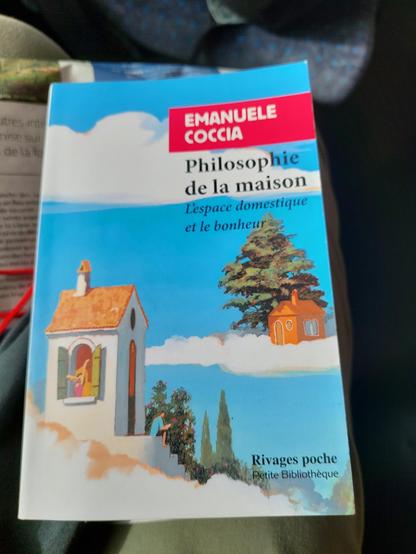 EMANUELE
COCCIA
Philosophie
de la maison
L'espace domestique
et le bonheur
Rivages poche
Petite Bibliothèque